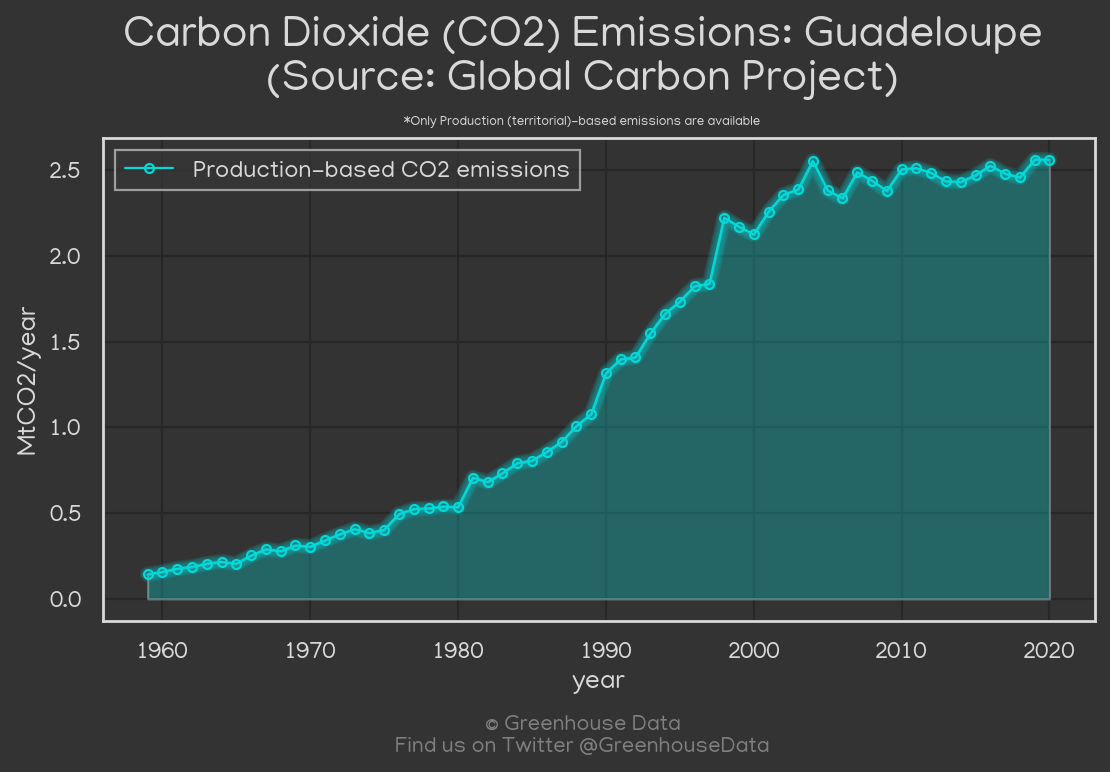 Carbon Dioxide (CO2) Emissions: Guadeloupe
(Source: Global Carbon Project)
*Only Production (territorial)-based emissions are available
Production-based CO2 emissions
MtCO2/year
2.5
2.0
1.5
1.0
0.5
0.0
1960 1970 1980 1990 2000 2010 2020
year
© Greenhouse Data
Find us on Twitter @GreenhouseData